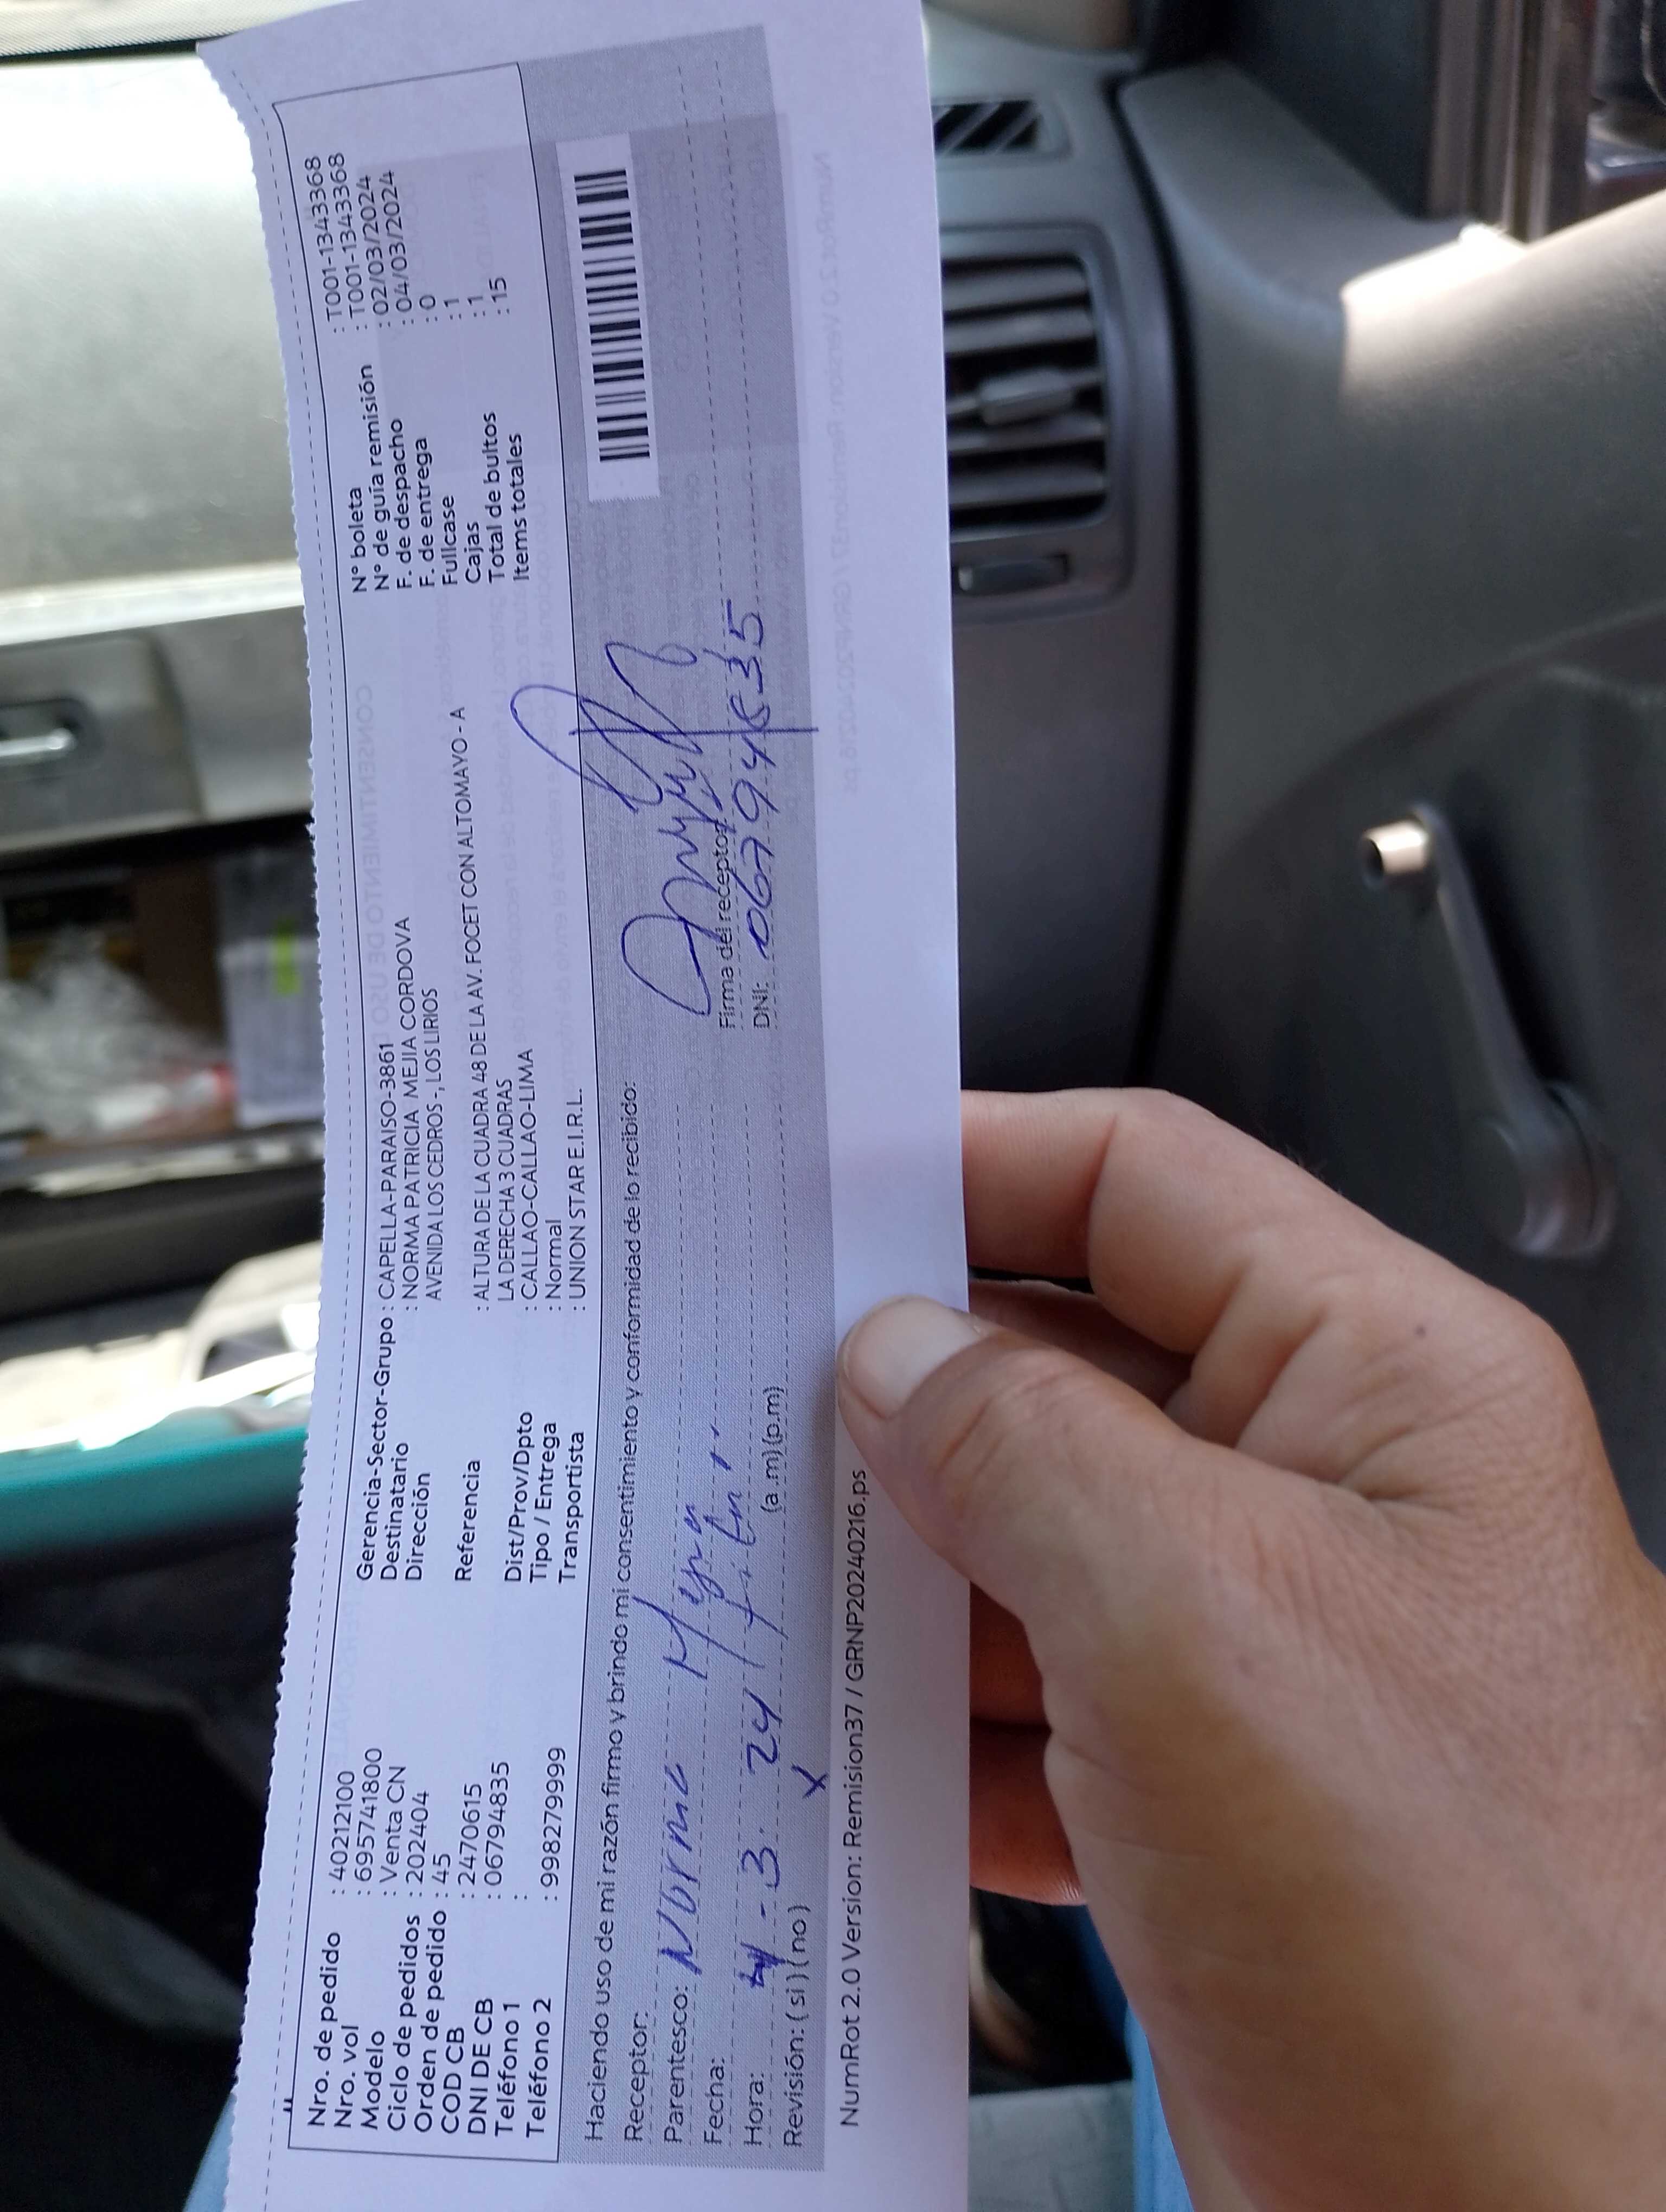 Nro. de pedido : 40212100
Nro. vol : 695741800
Modelo : Venta CN
Ciclo de pedidos : 202404
Orden de pedido : 45
COD CB : 2470615
DNI DE CB : 06794835
Teléfono 1 :
Teléfono 2 : 998279999
Gerencia-Sector-Grupo : CAPELLA-PARAISO-3861
Destinatario : NORMA PATRICIA MEJIA CORDOVA
Dirección AVENIDA LOS CEDROS -, LOS LIRIOS
Referencia : ALTURA DE LA CUADRA 48 DE LA AV. FOCET CON ALTOMAYO - A
LA DERECHA 3 CUADRAS
Dist/Prov/Dpto : CALLAO-CALLAO-LIMA
Tipo / Entrega : Normal
Transportista : UNION STAR E.I.R.L.
N° boleta : T001-1343368
N° de guía remisión : T001-1343368
F. de despacho : 02/03/2024
F. de entrega : 04/03/2024
Fullcase : 0
Cajas : 1
Total de bultos : 1
Items totales : 15
Haciendo uso de mi razón firmo y brindo mi consentimiento y conformidad de lo recibido:
Receptor:
Parentesco: Norma Mejia
Fecha:
Hora: 4-3.24 (a.m)(p.m)
Revisión: (si)(no) X
Firma del receptor
DNI: 06794835
NumRot 2.0 Version: Remision37 / GRNP20240216.ps